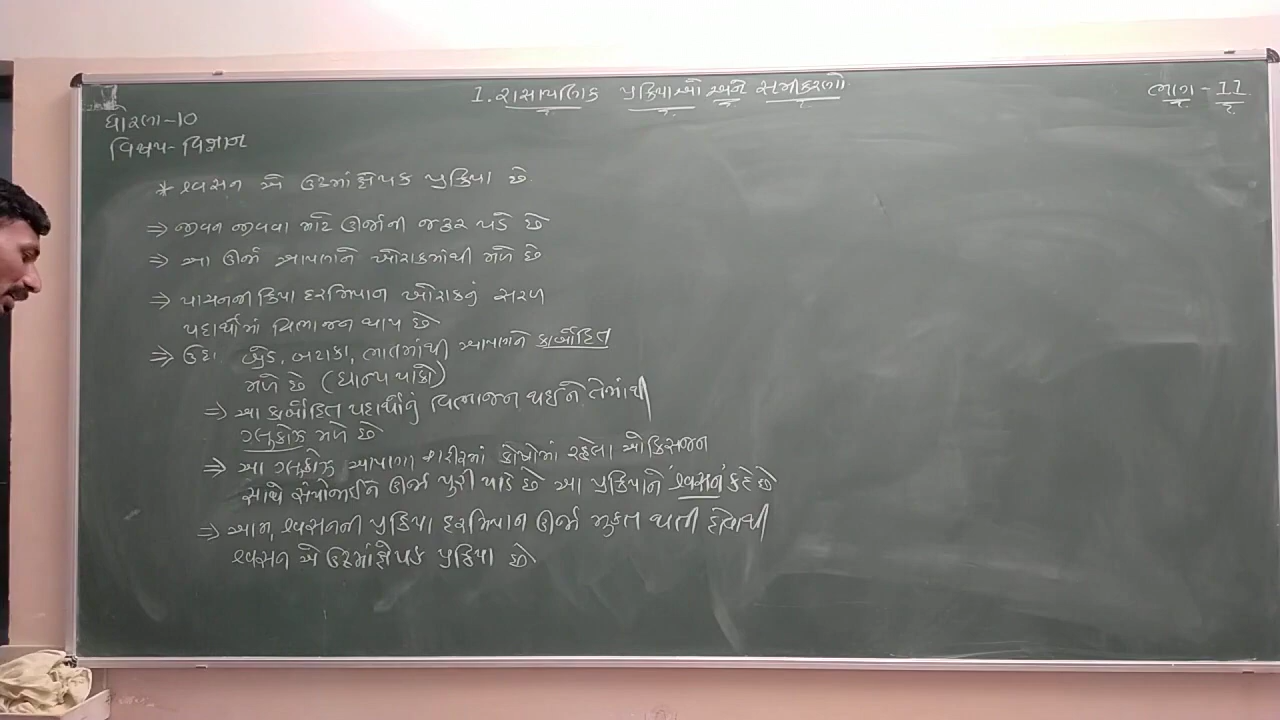 1. રાસાયણિક પ્રક્રિયાઓ અને સમીકરણો
ભાગ - 11
ધોરણ-10
વિષય- વિજ્ઞાન
* શ્વસન એ ઉષ્માક્ષેપક પ્રક્રિયા છે.
⇒ જીવન જીવવા માટે ઊર્જાની જરૂર પડે છે
⇒ આ ઊર્જા આપણને ખોરાકમાંથી મળે છે
⇒ પાચનની ક્રિયા દરમિયાન ખોરાકનું સરળ
પદાર્થોમાં વિભાજન થાય છે
⇒ ઉદા. બ્રેડ, બટાકા, ભાતમાંથી આપણને કાર્બોદિત
મળે છે (ધાન્ય પાકો)
⇒ આ કાર્બોદિત પદાર્થોનું વિભાજન થઈને તેમાંથી
ગ્લુકોઝ મળે છે
⇒ આ ગ્લુકોઝ આપણા શરીરમાં કોષોમાં રહેલા ઓક્સિજન
સાથે સંયોજાઈને ઊર્જા પુરી પાડે છે આ પ્રક્રિયાને 'શ્વસન' કહે છે
⇒ આમ, શ્વસનની પ્રક્રિયા દરમિયાન ઊર્જા મુક્ત થતી હોવાથી
શ્વસન એ ઉષ્માક્ષેપક પ્રક્રિયા છે